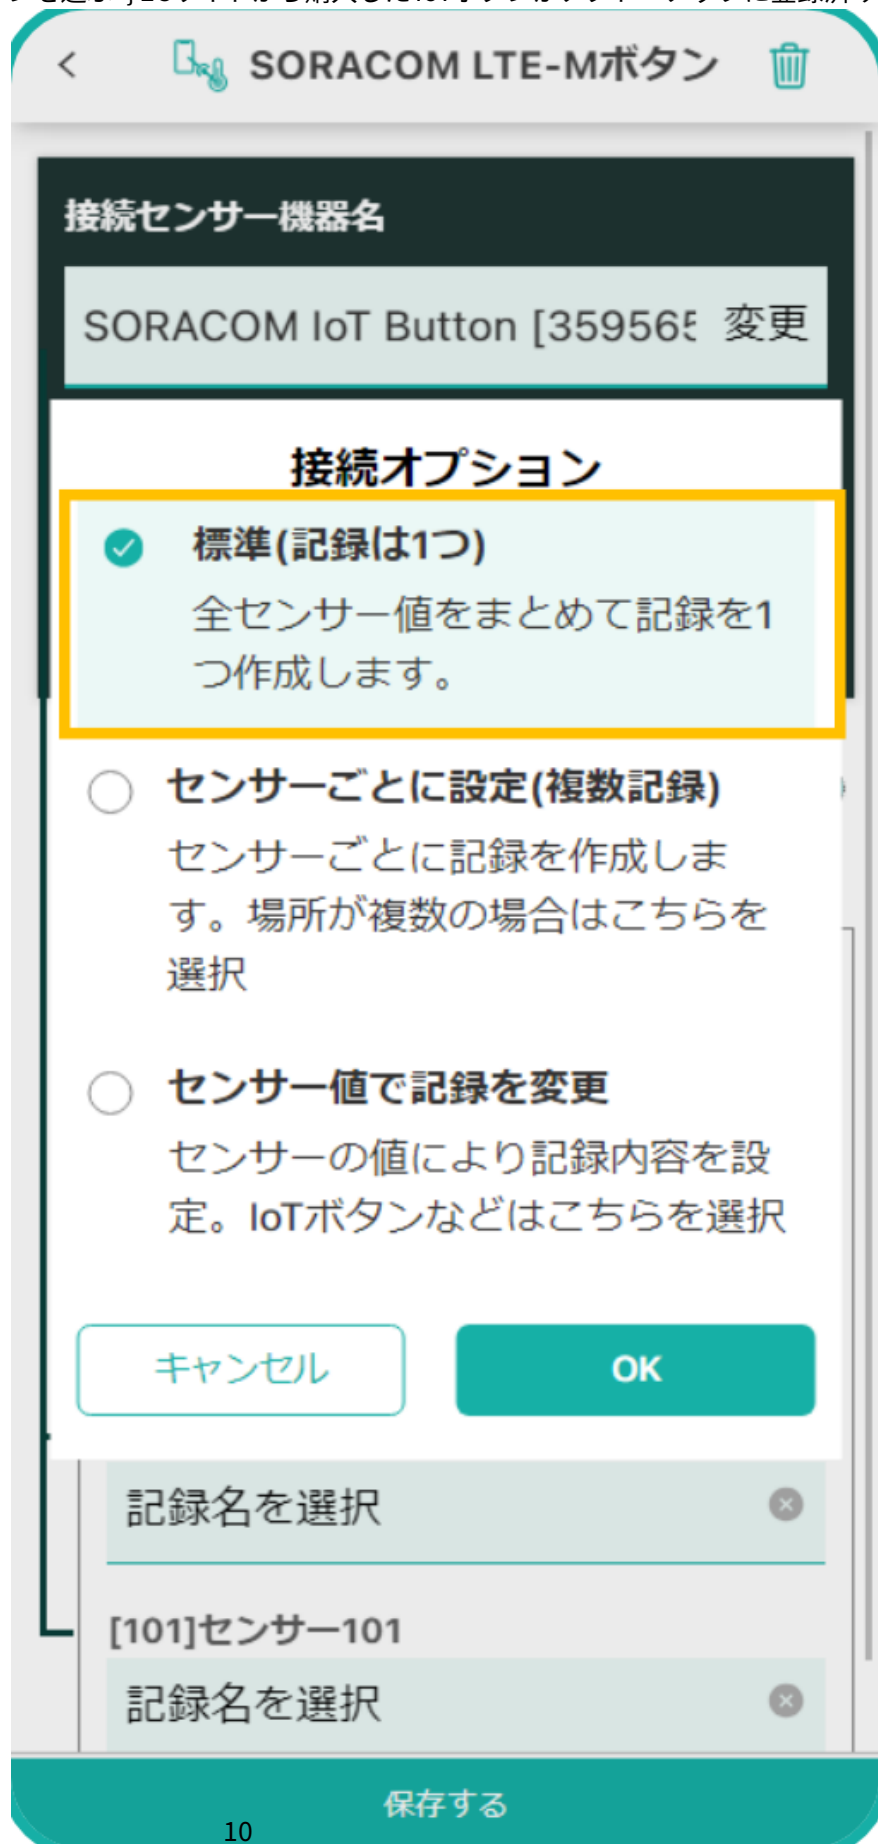 SORACOM LTE-Mボタン
接続センサー機器名
SORACOM IoT Button [359565 変更
接続オプション
標準(記録は1つ)
全センサー値をまとめて記録を1
つ作成します。
センサーごとに設定(複数記録)
センサーごとに記録を作成しま
す。場所が複数の場合はこちらを
選択
センサー値で記録を変更
センサーの値により記録内容を設
定。IoTボタンなどはこちらを選択
キャンセル OK
記録名を選択
[101]センサー101
記録名を選択
保存する
10